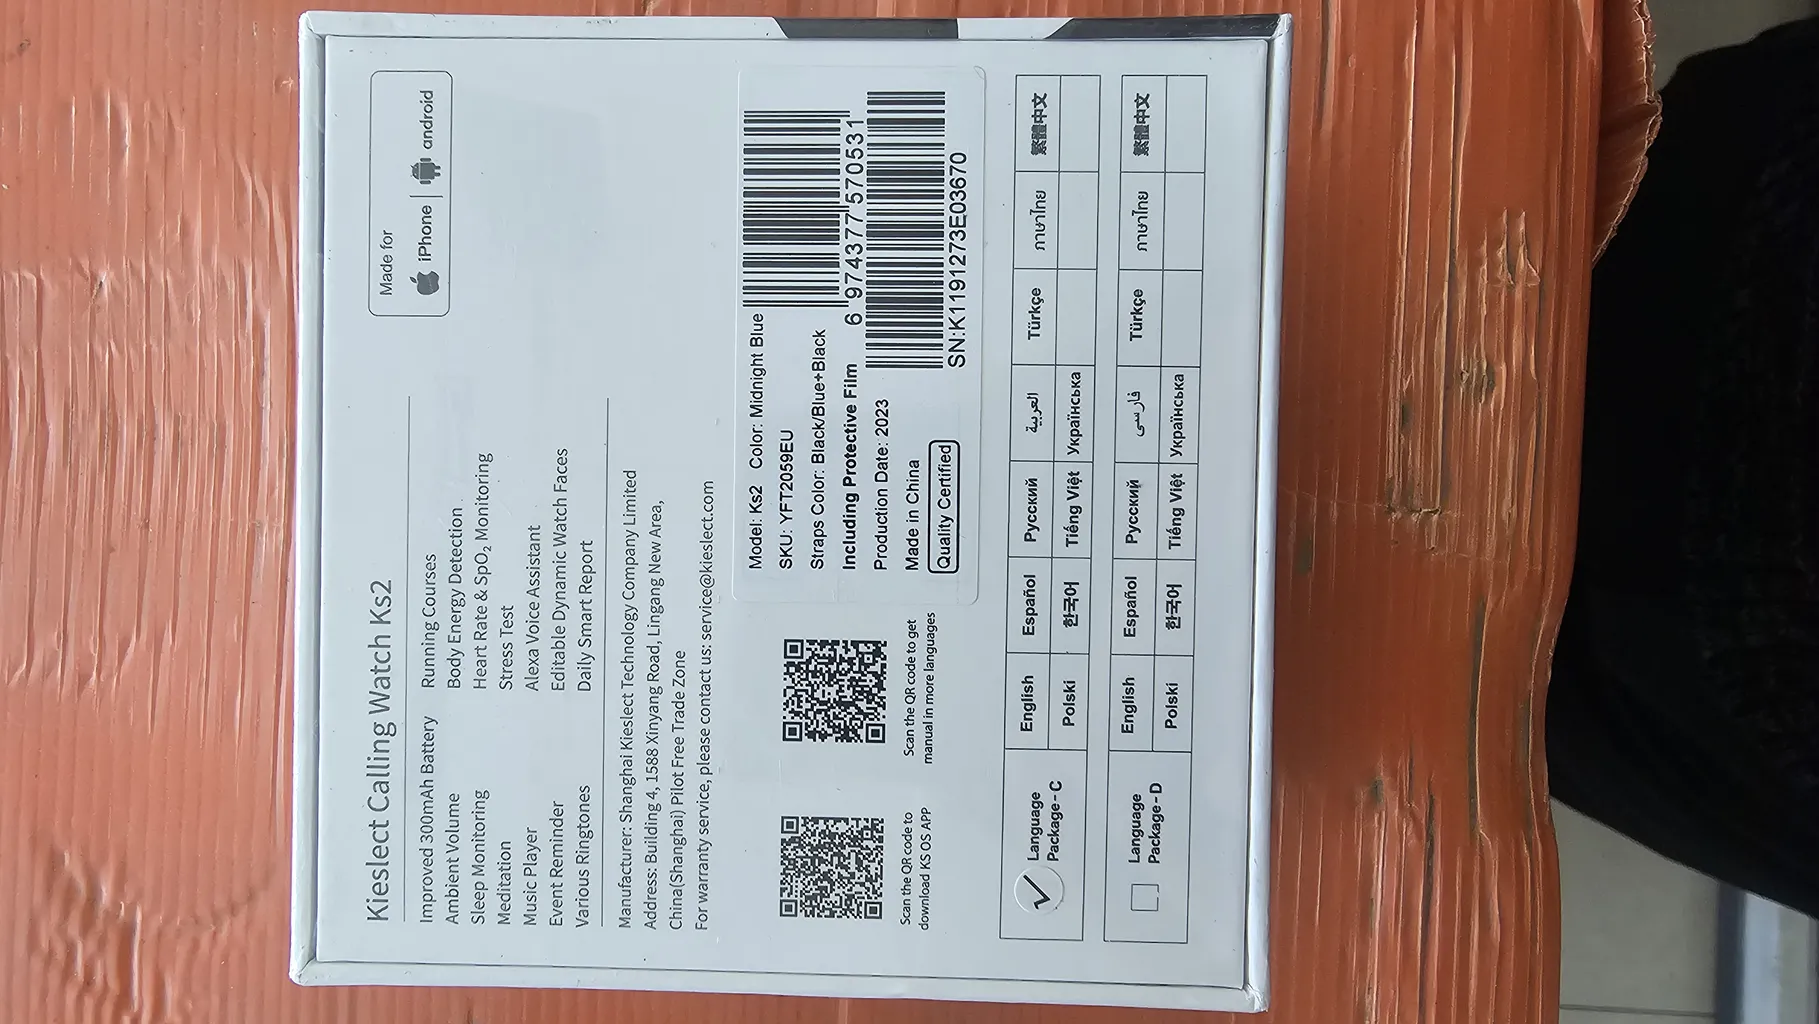 Kieslect Calling Watch Ks2
Made for
iPhone | android
Improved 300mAh Battery
Ambient Volume
Sleep Monitoring
Meditation
Music Player
Event Reminder
Various Ringtones
Running Courses
Body Energy Detection
Heart Rate & SpO₂ Monitoring
Stress Test
Alexa Voice Assistant
Editable Dynamic Watch Faces
Daily Smart Report
Manufacturer: Shanghai Kieslect Technology Company Limited
Address: Building 4, 1588 Xinyang Road, Lingang New Area,
China(Shanghai) Pilot Free Trade Zone
For warranty service, please contact us: service@kieslect.com
Scan the QR code to
download KS OS APP
Scan the QR code to get
manual in more languages
Model: Ks2 Color: Midnight Blue
SKU: YFT2059EU
Straps Color: Black/Blue+Black
Including Protective Film
Production Date: 2023
Made in China
Quality Certified
6 974377 570531
SN:K1191273E03670
Language
Package-C
English Español Русский العربية Türkçe ภาษาไทย 繁體中文
Polski 한국어 Tiếng Việt Українська
Language
Package-D
English Español Русский فارسی Türkçe ภาษาไทย 繁體中文
Polski 한국어 Tiếng Việt Українська